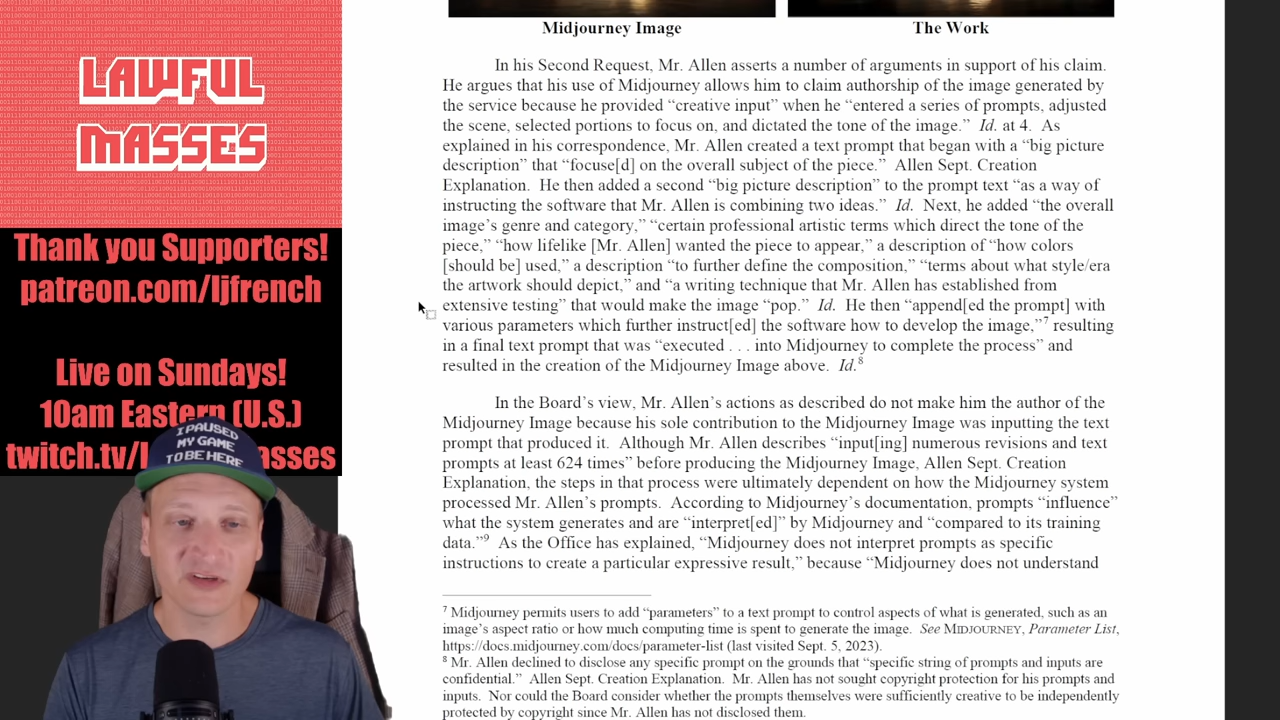 LAWFUL
MASSES
Thank you Supporters!
patreon.com/ljfrench
Live on Sundays!
10am Eastern (U.S.)
twitch.tv/l asses
I PAUSED
MY GAME
TO BE HERE
Midjourney Image
The Work
In his Second Request, Mr. Allen asserts a number of arguments in support of his claim.
He argues that his use of Midjourney allows him to claim authorship of the image generated by
the service because he provided “creative input” when he “entered a series of prompts, adjusted
the scene, selected portions to focus on, and dictated the tone of the image.” Id. at 4. As
explained in his correspondence, Mr. Allen created a text prompt that began with a “big picture
description” that “focuse[d] on the overall subject of the piece.” Allen Sept. Creation
Explanation. He then added a second “big picture description” to the prompt text “as a way of
instructing the software that Mr. Allen is combining two ideas.” Id. Next, he added “the overall
image’s genre and category,” “certain professional artistic terms which direct the tone of the
piece,” “how lifelike [Mr. Allen] wanted the piece to appear,” a description of “how colors
[should be] used,” a description “to further define the composition,” “terms about what style/era
the artwork should depict,” and “a writing technique that Mr. Allen has established from
extensive testing” that would make the image “pop.” Id. He then “append[ed the prompt] with
various parameters which further instruct[ed] the software how to develop the image,”7 resulting
in a final text prompt that was “executed . . . into Midjourney to complete the process” and
resulted in the creation of the Midjourney Image above. Id.8
In the Board’s view, Mr. Allen’s actions as described do not make him the author of the
Midjourney Image because his sole contribution to the Midjourney Image was inputting the text
prompt that produced it. Although Mr. Allen describes “input[ing] numerous revisions and text
prompts at least 624 times” before producing the Midjourney Image, Allen Sept. Creation
Explanation, the steps in that process were ultimately dependent on how the Midjourney system
processed Mr. Allen’s prompts. According to Midjourney’s documentation, prompts “influence”
what the system generates and are “interpret[ed]” by Midjourney and “compared to its training
data.”9 As the Office has explained, “Midjourney does not interpret prompts as specific
instructions to create a particular expressive result,” because “Midjourney does not understand
7 Midjourney permits users to add “parameters” to a text prompt to control aspects of what is generated, such as an
image’s aspect ratio or how much computing time is spent to generate the image. See MIDJOURNEY, Parameter List,
https://docs.midjourney.com/docs/parameter-list (last visited Sept. 5, 2023).
8 Mr. Allen declined to disclose any specific prompt on the grounds that “specific string of prompts and inputs are
confidential.” Allen Sept. Creation Explanation. Mr. Allen has not sought copyright protection for his prompts and
inputs. Nor could the Board consider whether the prompts themselves were sufficiently creative to be independently
protected by copyright since Mr. Allen has not disclosed them.